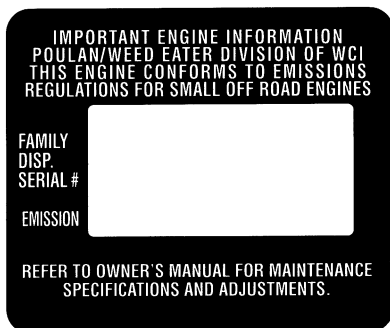 IMPORTANT ENGINE INFORMATION
POULAN/WEED EATER DIVISION OF WCI
THIS ENGINE CONFORMS TO EMISSIONS
REGULATIONS FOR SMALL OFF ROAD ENGINES
FAMILY
DISP.
SERIAL #
EMISSION
REFER TO OWNER'S MANUAL FOR MAINTENANCE
SPECIFICATIONS AND ADJUSTMENTS.